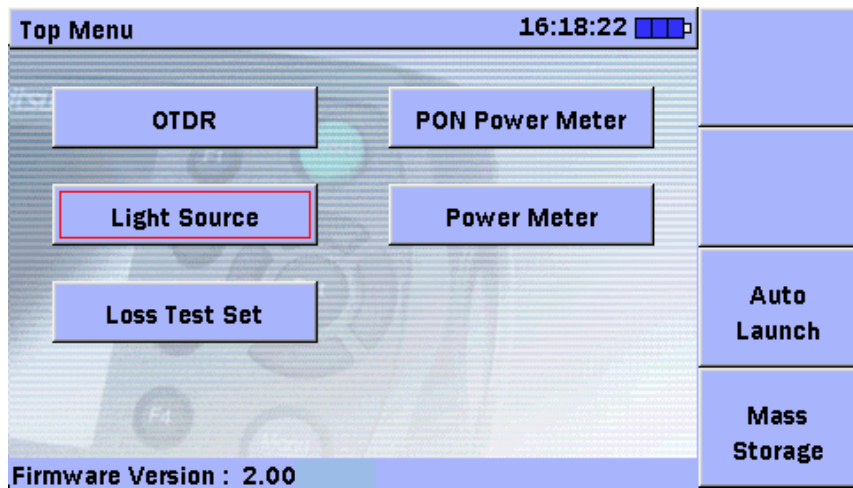 Top Menu
16:18:22
OTDR
PON Power Meter
Light Source
Power Meter
Loss Test Set
Auto
Launch
Mass
Storage
Firmware Version : 2.00